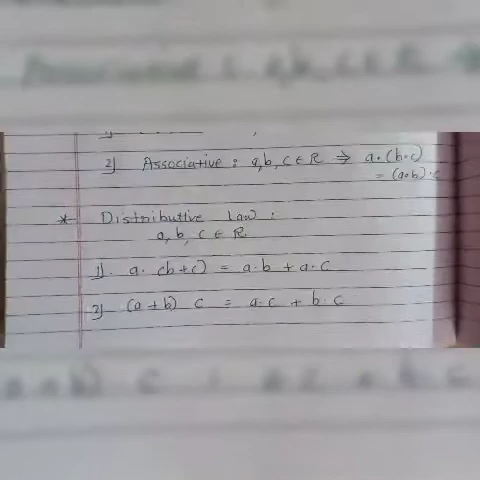 2) Associative : a,b, c ∈ R ⇒ a.(b.c)
= (a.b).c
* Distributive Law :
a, b, c ∈ R.
1) a. (b+c) = a.b + a.c
2) (a+b) c = a.c + b.c